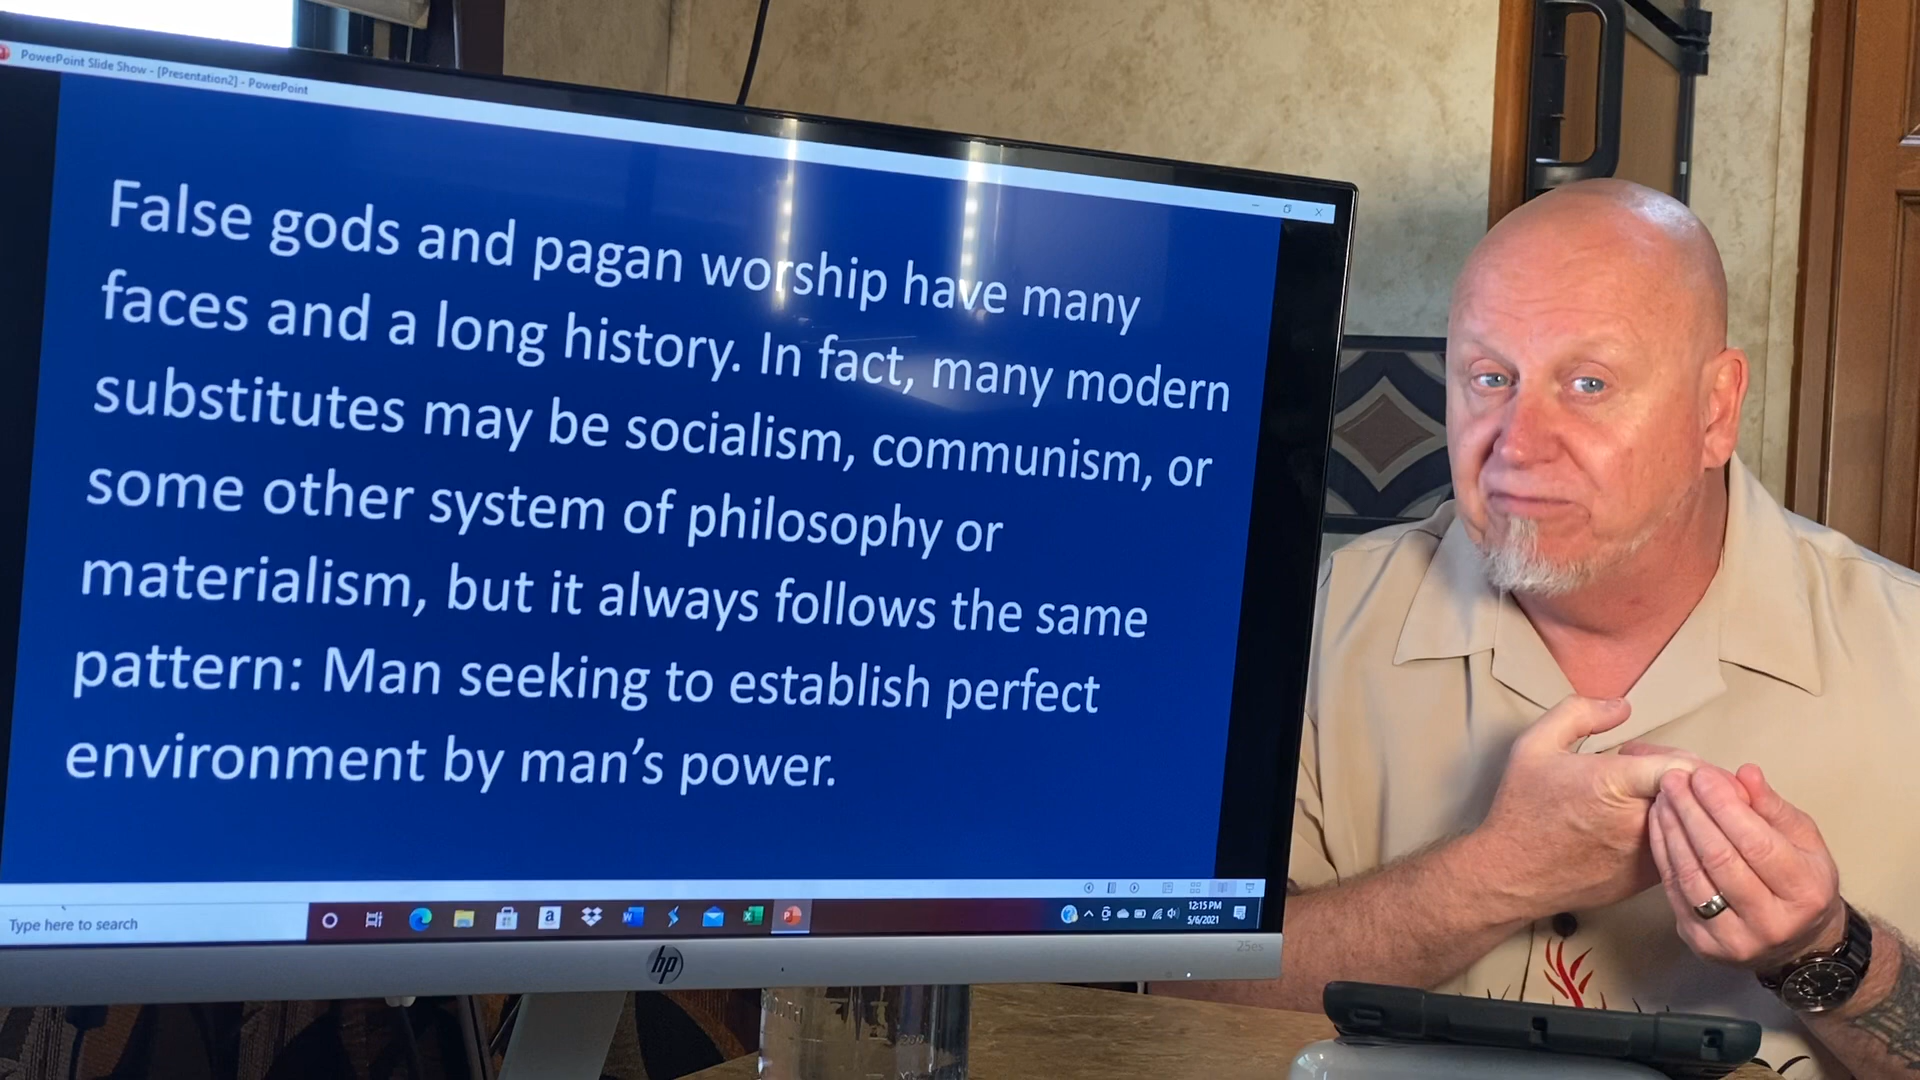 PowerPoint Slide Show - [Presentation2] - PowerPoint
False gods and pagan worship have many
faces and a long history. In fact, many modern
substitutes may be socialism, communism, or
some other system of philosophy or
materialism, but it always follows the same
pattern: Man seeking to establish perfect
environment by man's power.
Type here to search
12:15 PM
5/6/2021
hp
25es